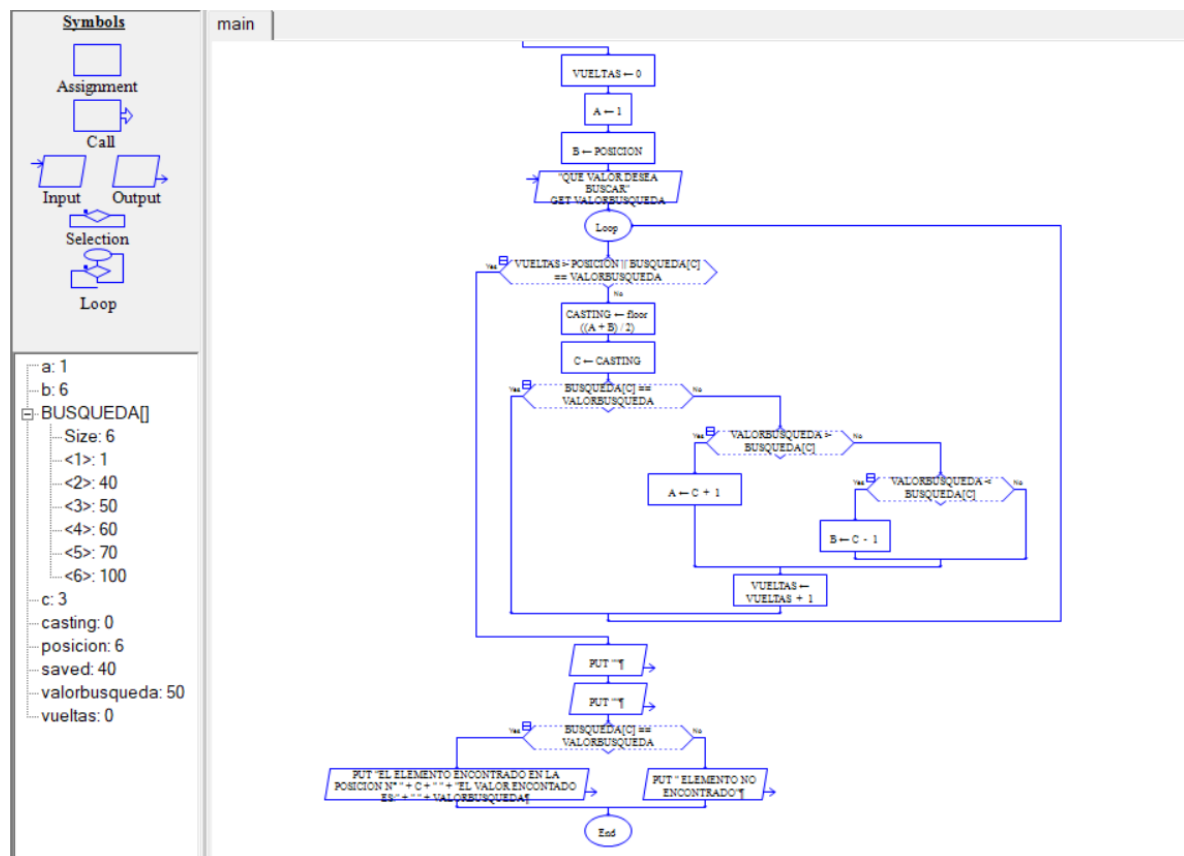 Symbols
Assignment
Call
Input
Output
Selection
Loop
a: 1
b: 6
BUSQUEDA[]
Size: 6
<1>: 1
<2>: 40
<3>: 50
<4>: 60
<5>: 70
<6>: 100
c: 3
casting: 0
posicion: 6
saved: 40
valorbusqueda: 50
vueltas: 0
main
VUELTAS ← 0
A ← 1
B ← POSICION
"QUE VALOR DESEA
BUSCAR"
GET VALORBUSQUEDA
Loop
Yes
VUELTAS > POSICION || BUSQUEDA[C]
== VALORBUSQUEDA
No
CASTING ← floor
((A + B) / 2)
C ← CASTING
Yes
BUSQUEDA[C] ==
VALORBUSQUEDA
No
Yes
VALORBUSQUEDA >
BUSQUEDA[C]
No
A ← C + 1
Yes
VALORBUSQUEDA <
BUSQUEDA[C]
No
B ← C - 1
VUELTAS ←
VUELTAS + 1
PUT ""¶
PUT ""¶
Yes
BUSQUEDA[C] ==
VALORBUSQUEDA
No
PUT "EL ELEMENTO ENCONTRADO EN LA
POSICION N° " + C + " " + "EL VALOR ENCONTADO
ES:" + " " + VALORBUSQUEDA¶
PUT " ELEMENTO NO
ENCONTRADO"¶
End